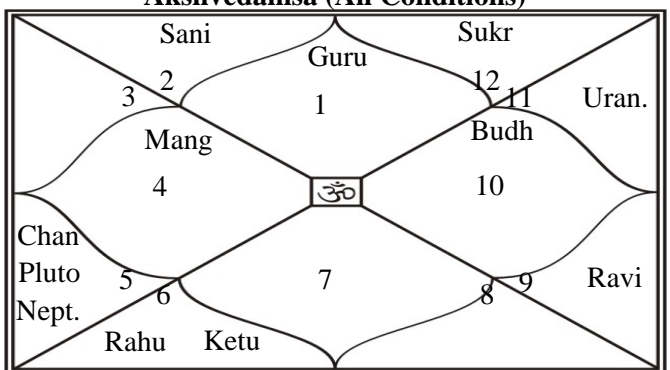 Akshvedamsa (All Conditions)
Sani Sukr
Guru
2 12
3 11 Uran.
1
Mang Budh
4 ॐ 10
Chan
Pluto 5 7 9 Ravi
6 8
Nept.
Rahu Ketu